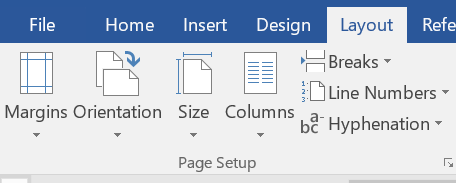 File Home Insert Design Layout Refe
Breaks
Line Numbers
Hyphenation
Margins Orientation Size Columns
Page Setup